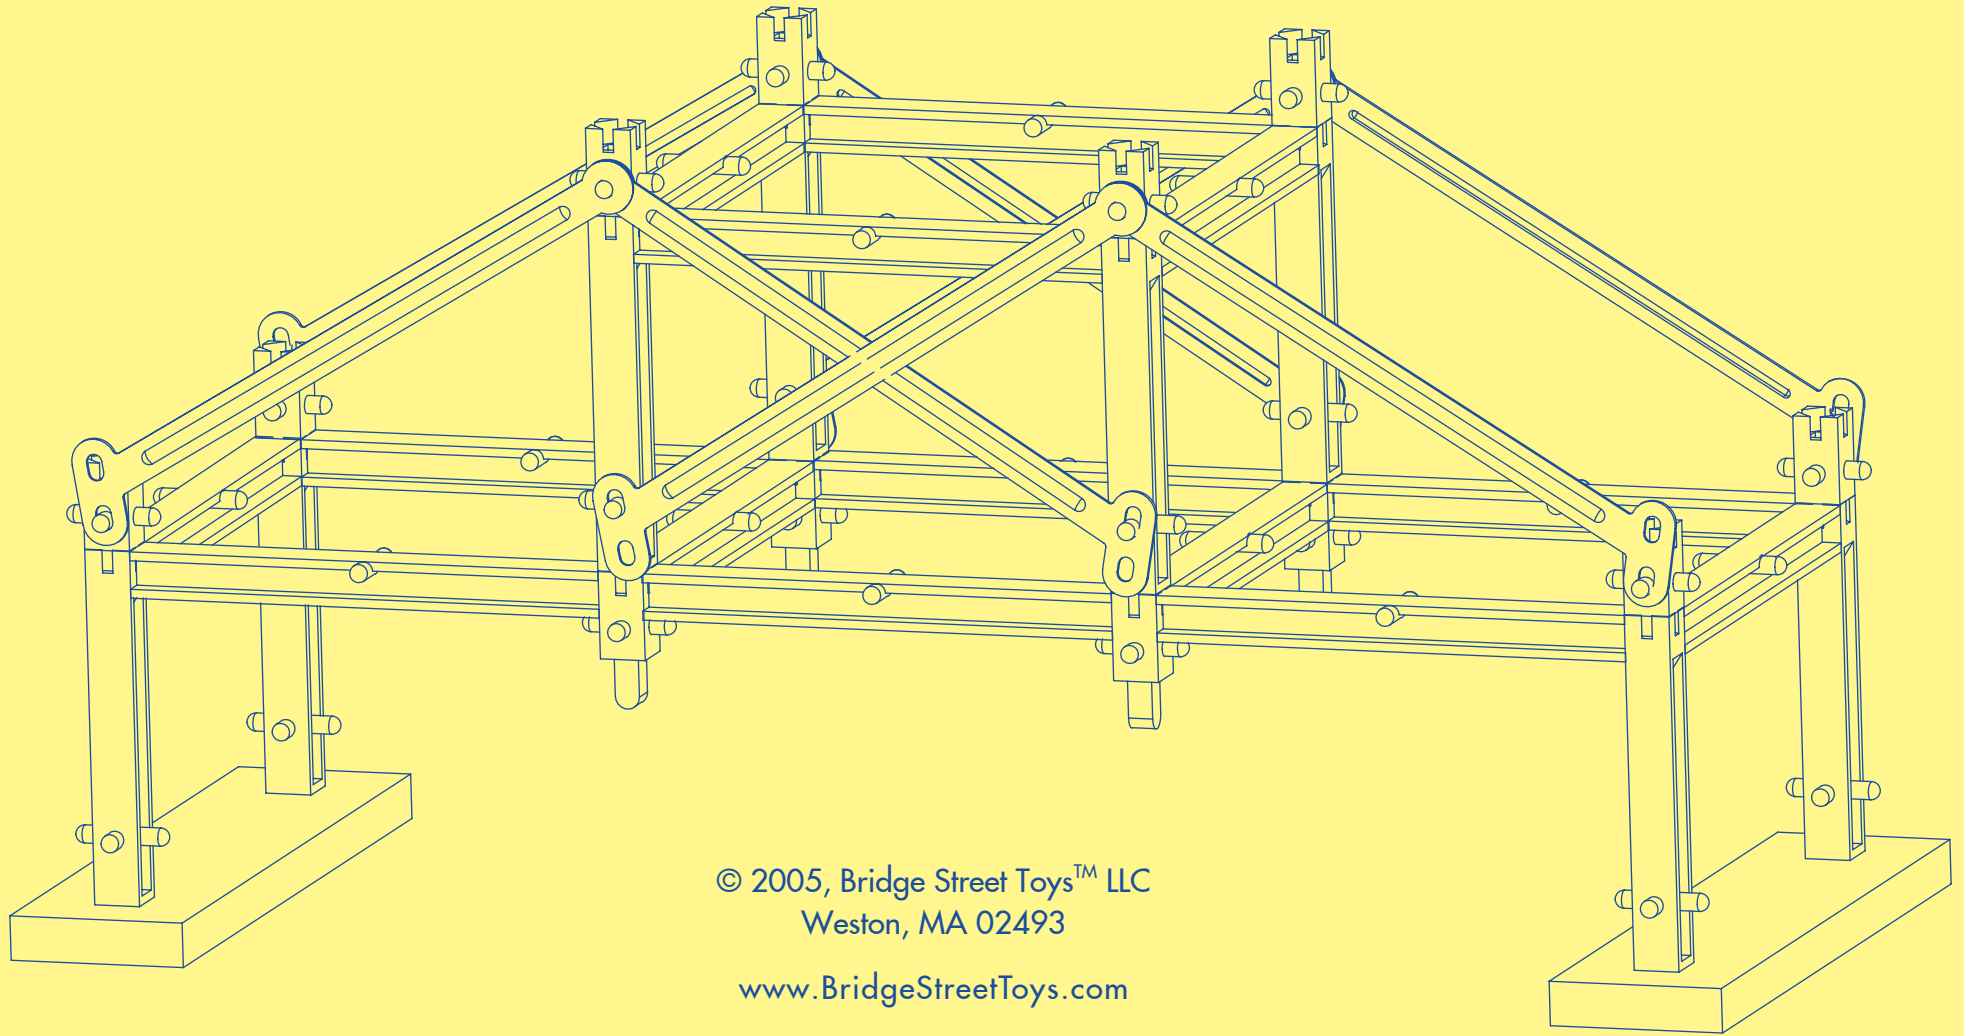 © 2005, Bridge Street Toys™ LLC
Weston, MA 02493
www.BridgeStreetToys.com